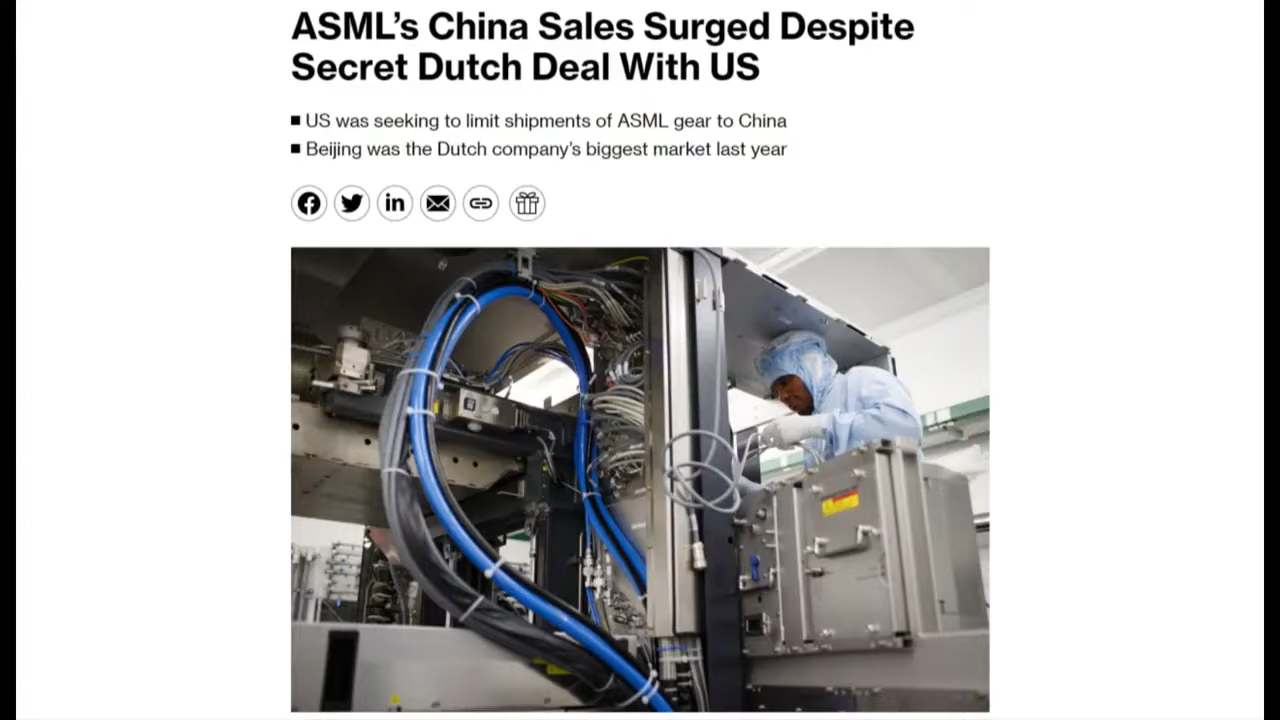 ASML’s China Sales Surged Despite
Secret Dutch Deal With US
US was seeking to limit shipments of ASML gear to China
Beijing was the Dutch company’s biggest market last year